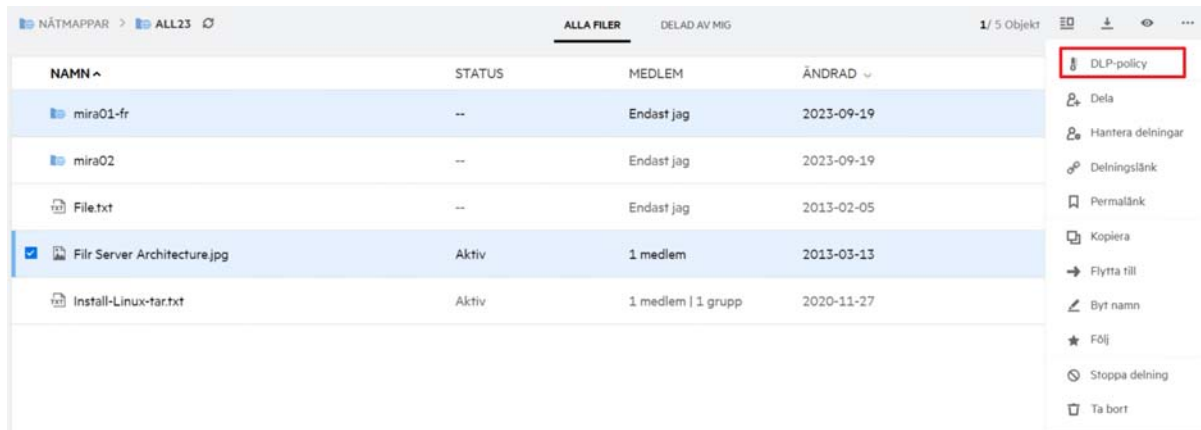 NÄTMAPPAR > ALL23 ALLA FILER DELAD AV MIG 1/ 5 Objekt
NAMN STATUS MEDLEM ÄNDRAD
mira01-fr -- Endast jag 2023-09-19
mira02 -- Endast jag 2023-09-19
File.txt -- Endast jag 2013-02-05
Filr Server Architecture.jpg Aktiv 1 medlem 2013-03-13
Install-Linux-tar.txt Aktiv 1 medlem | 1 grupp 2020-11-27
DLP-policy
Dela
Hantera delningar
Delningslänk
Permalänk
Kopiera
Flytta till
Byt namn
Följ
Stoppa delning
Ta bort